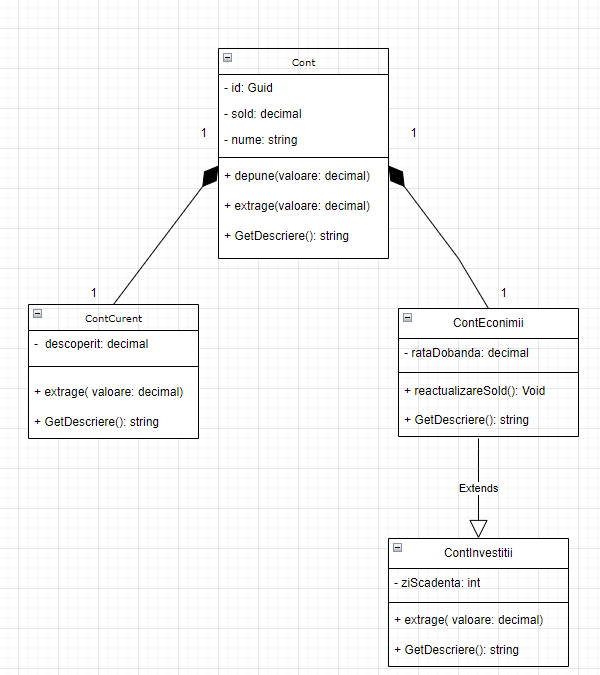 Cont
- id: Guid
- sold: decimal
- nume: string
1
1
+ depune(valoare: decimal)
+ extrage(valoare: decimal)
+ GetDescriere(): string
1
1
ContCurent
- descoperit: decimal
+ extrage( valoare: decimal)
+ GetDescriere(): string
ContEconimii
- rataDobanda: decimal
+ reactualizareSold(): Void
+ GetDescriere(): string
Extends
ContInvestitii
- ziScadenta: int
+ extrage( valoare: decimal)
+ GetDescriere(): string